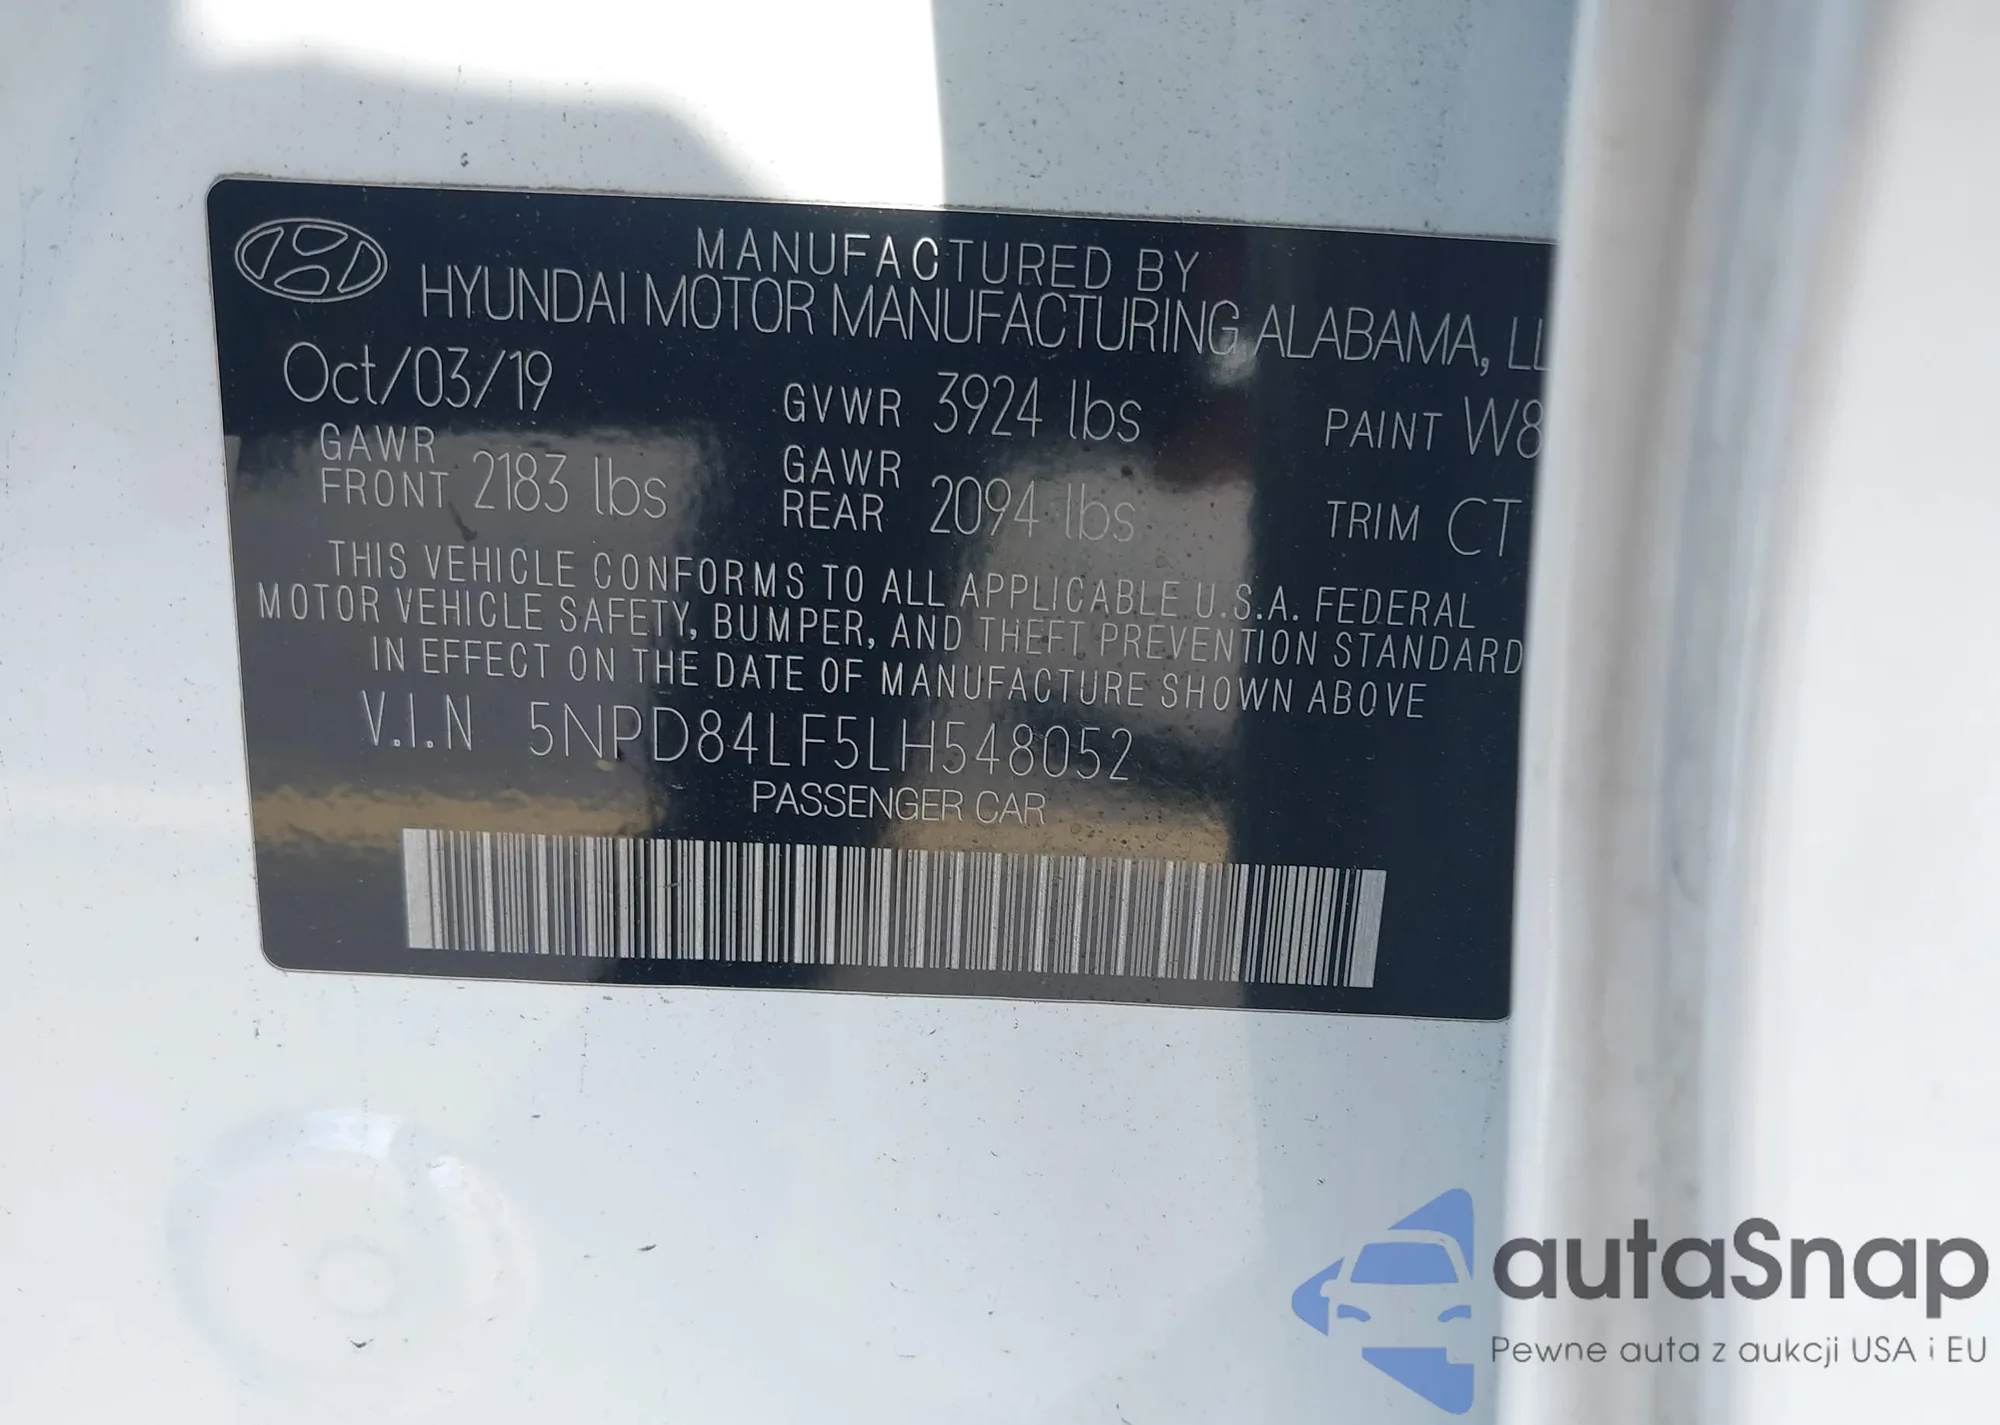 MANUFACTURED BY
HYUNDAI MOTOR MANUFACTURING ALABAMA, LL
Oct/03/19 GVWR 3924 lbs PAINT W8
GAWR FRONT 2183 lbs GAWR REAR 2094 lbs TRIM CT
THIS VEHICLE CONFORMS TO ALL APPLICABLE U.S.A. FEDERAL
MOTOR VEHICLE SAFETY, BUMPER, AND THEFT PREVENTION STANDARD
IN EFFECT ON THE DATE OF MANUFACTURE SHOWN ABOVE
V.I.N 5NPD84LF5LH548052
PASSENGER CAR
autaSnap
Pewne auta z aukcji USA i EU